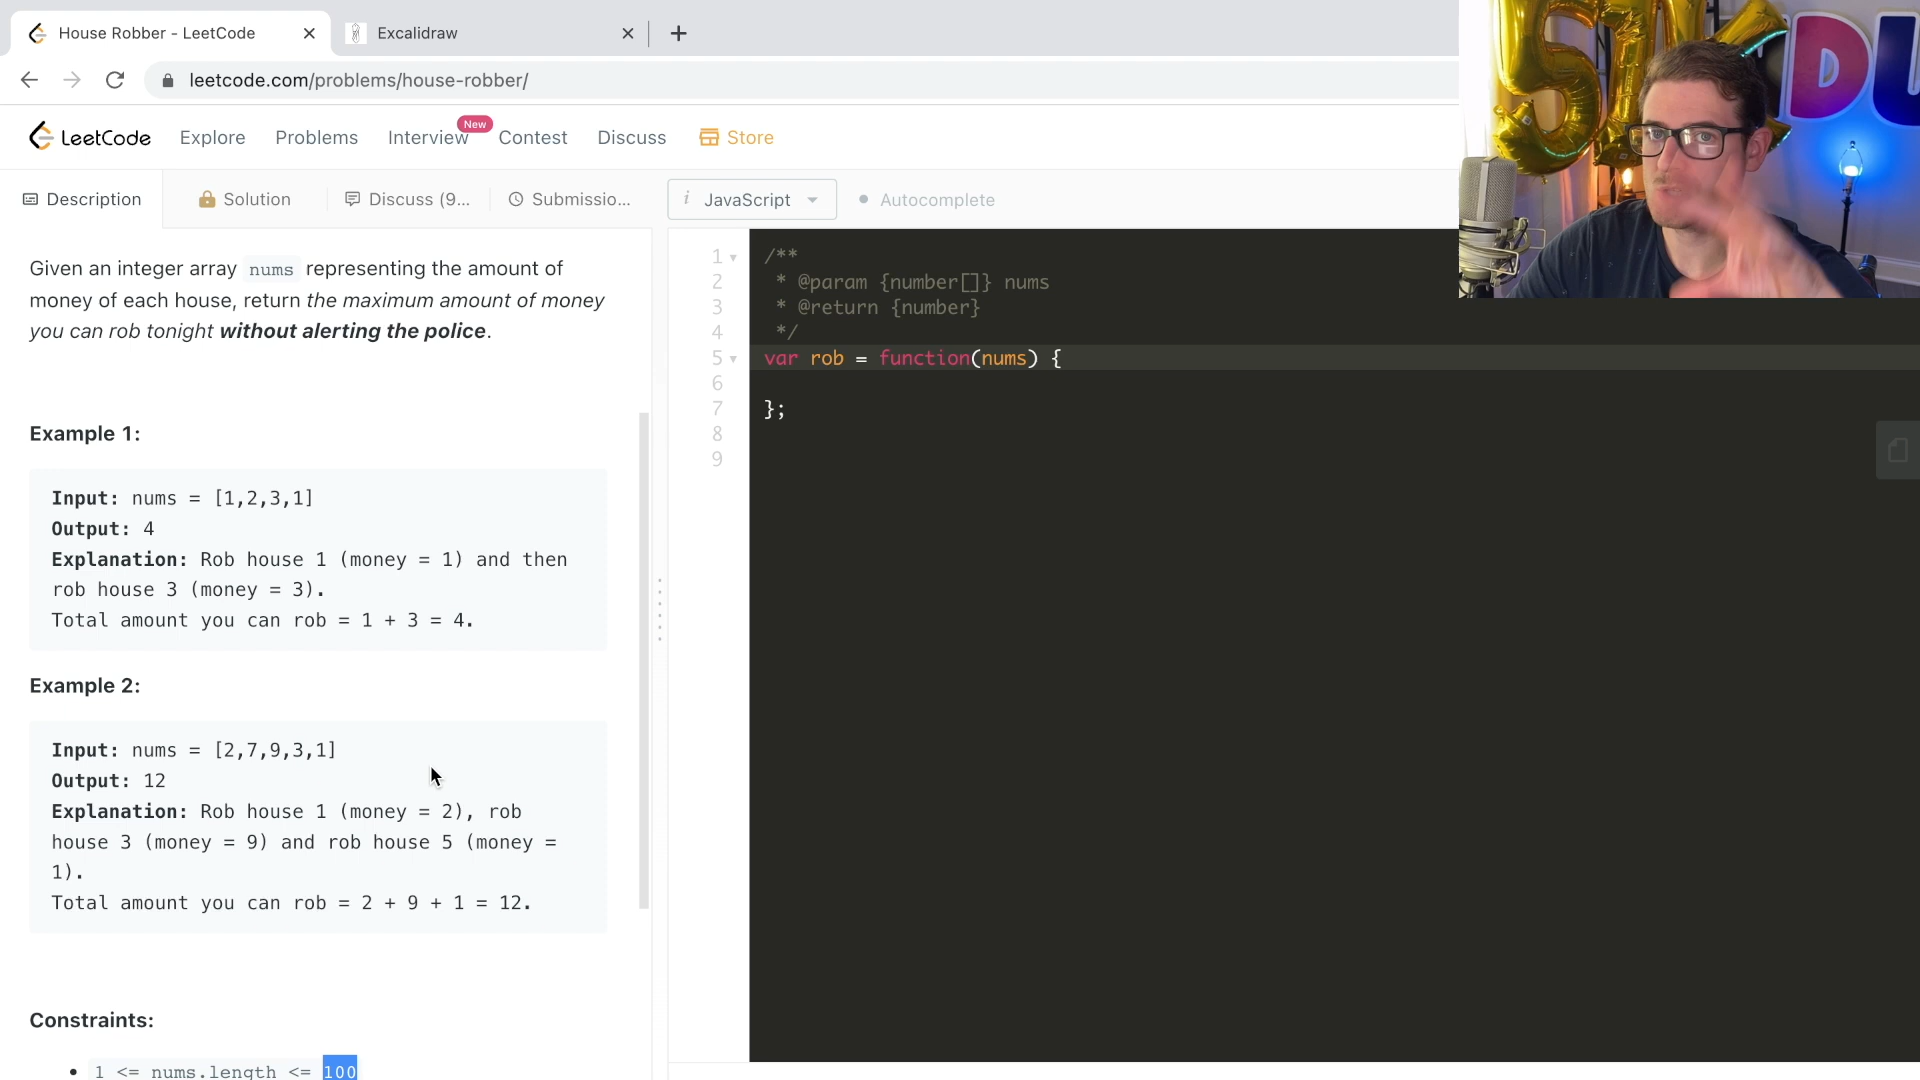 House Robber - LeetCode
Excalidraw
leetcode.com/problems/house-robber/
LeetCode
Explore
Problems
Interview
New
Contest
Discuss
Store
Description
Solution
Discuss (9...
Submissio...
i JavaScript
Autocomplete
Given an integer array nums representing the amount of
money of each house, return the maximum amount of money
you can rob tonight without alerting the police.
Example 1:
Input: nums = [1,2,3,1]
Output: 4
Explanation: Rob house 1 (money = 1) and then
rob house 3 (money = 3).
Total amount you can rob = 1 + 3 = 4.
Example 2:
Input: nums = [2,7,9,3,1]
Output: 12
Explanation: Rob house 1 (money = 2), rob
house 3 (money = 9) and rob house 5 (money =
1).
Total amount you can rob = 2 + 9 + 1 = 12.
Constraints:
1 <= nums.length <= 100
1 /**
2 * @param {number[]} nums
3 * @return {number}
4 */
5 var rob = function(nums) {
6
7 };
8
9
51K
DU